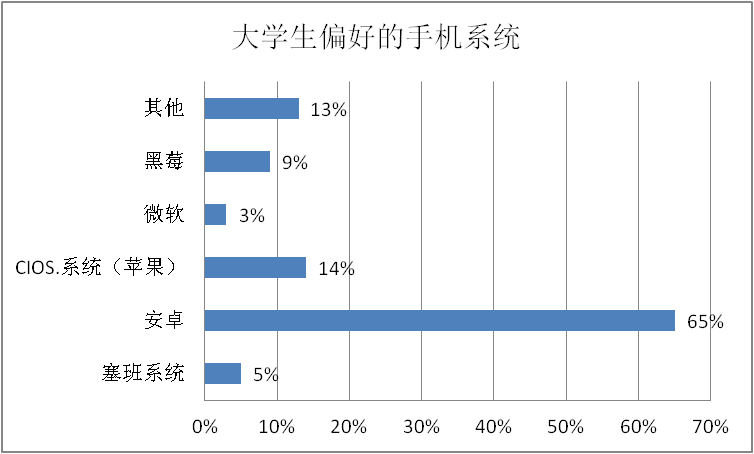 大学生偏好的手机系统
其他
13%
黑莓
9%
微软
3%
CIOS.系统（苹果）
14%
安卓
65%
塞班系统
5%
0% 10% 20% 30% 40% 50% 60% 70%